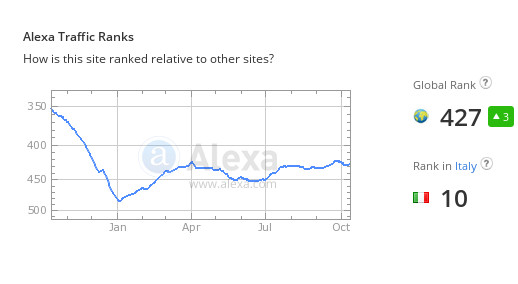 Alexa Traffic Ranks
How is this site ranked relative to other sites?
Global Rank ?
427 3
Rank in Italy ?
10
350
400
450
500
a Alexa
www.alexa.com
Jan Apr Jul Oct